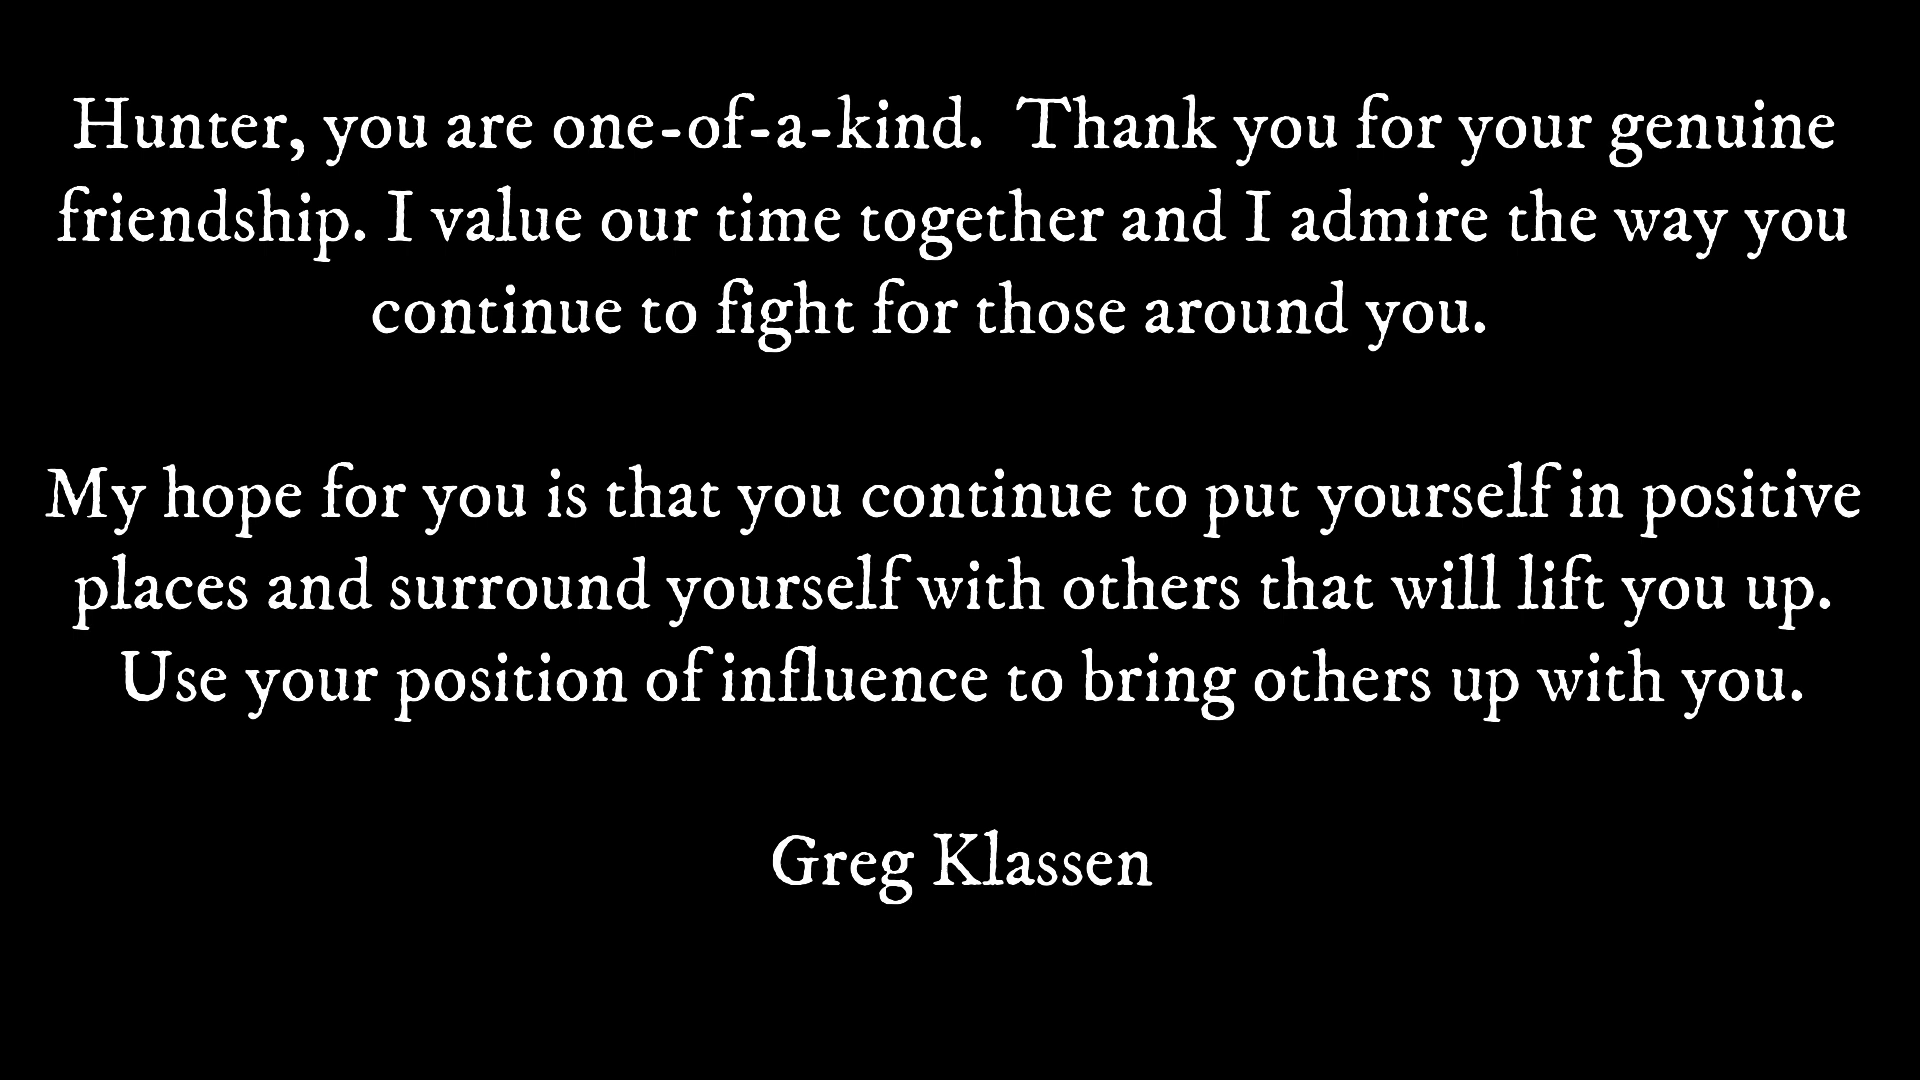 Hunter, you are one-of-a-kind.  Thank you for your genuine
friendship. I value our time together and I admire the way you
continue to fight for those around you.
My hope for you is that you continue to put yourself in positive
places and surround yourself with others that will lift you up.
Use your position of influence to bring others up with you.
Greg Klassen